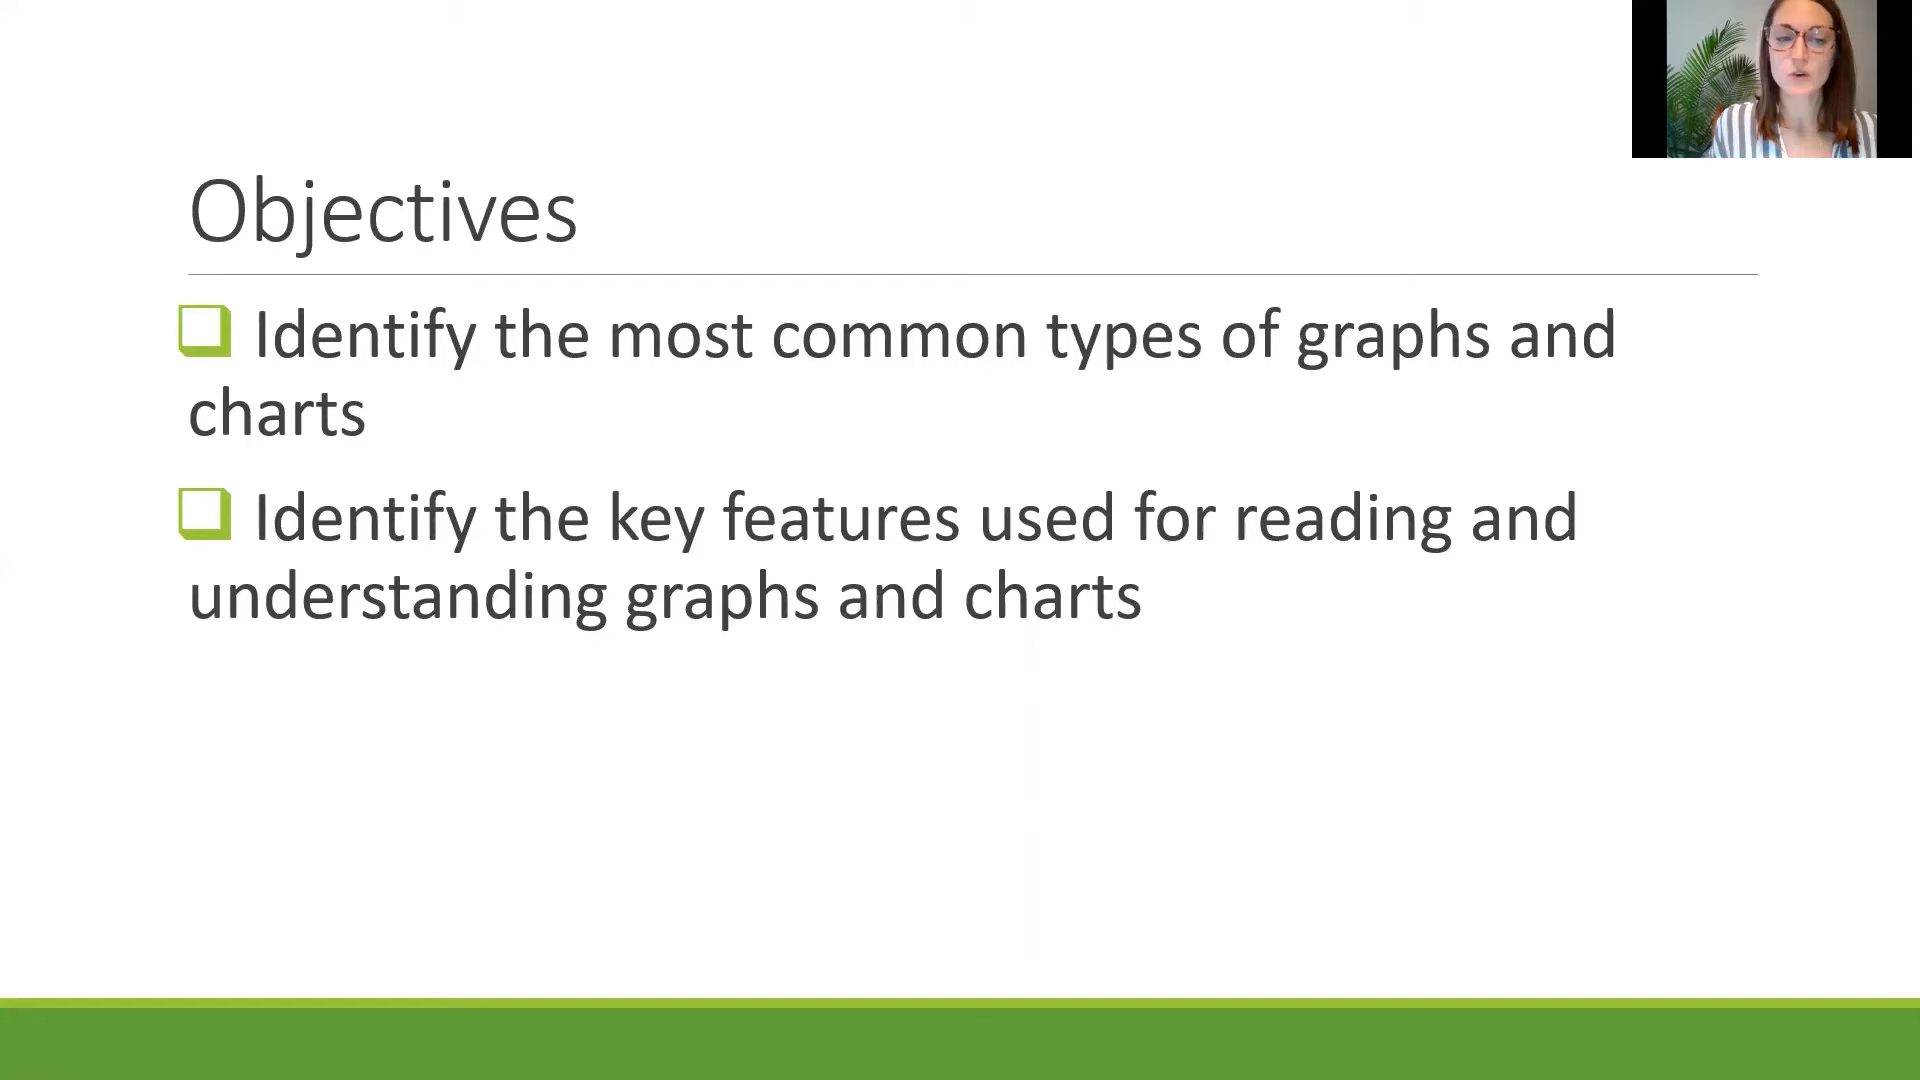 Objectives
Identify the most common types of graphs and
charts
Identify the key features used for reading and
understanding graphs and charts